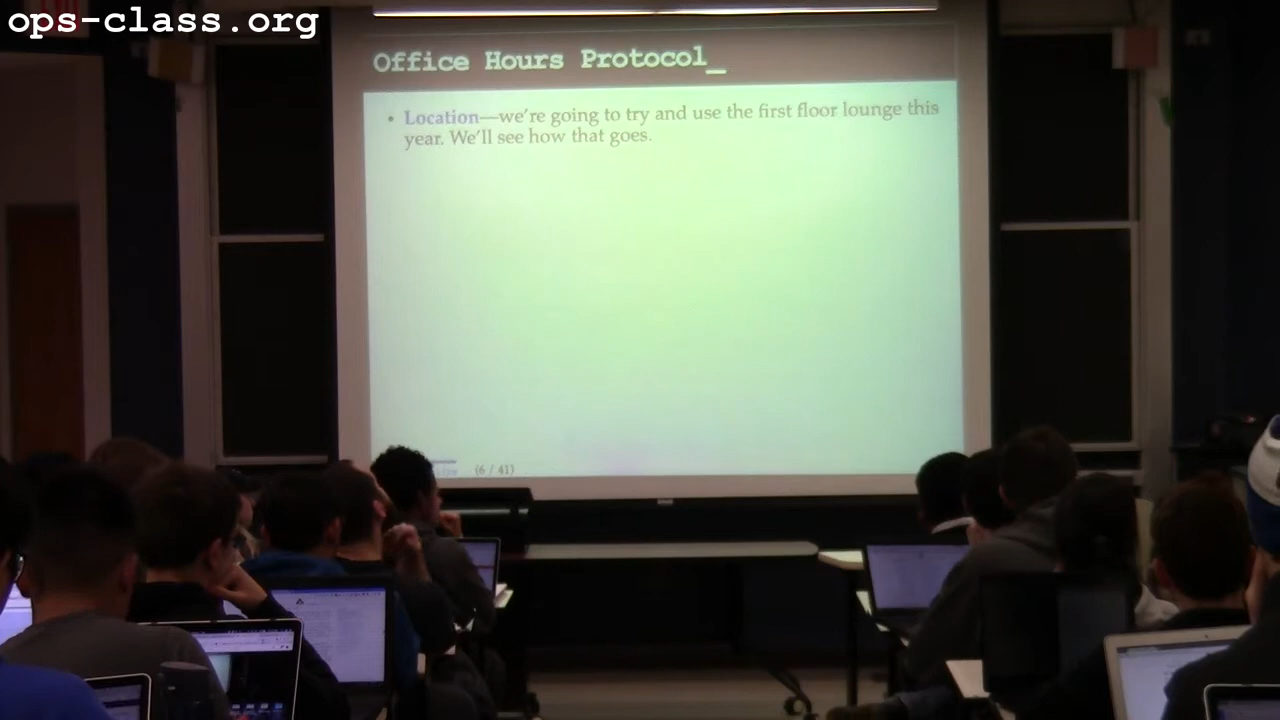 ops-class.org
Office Hours Protocol_
• Location—we're going to try and use the first floor lounge this
year. We'll see how that goes.
(6 / 41)